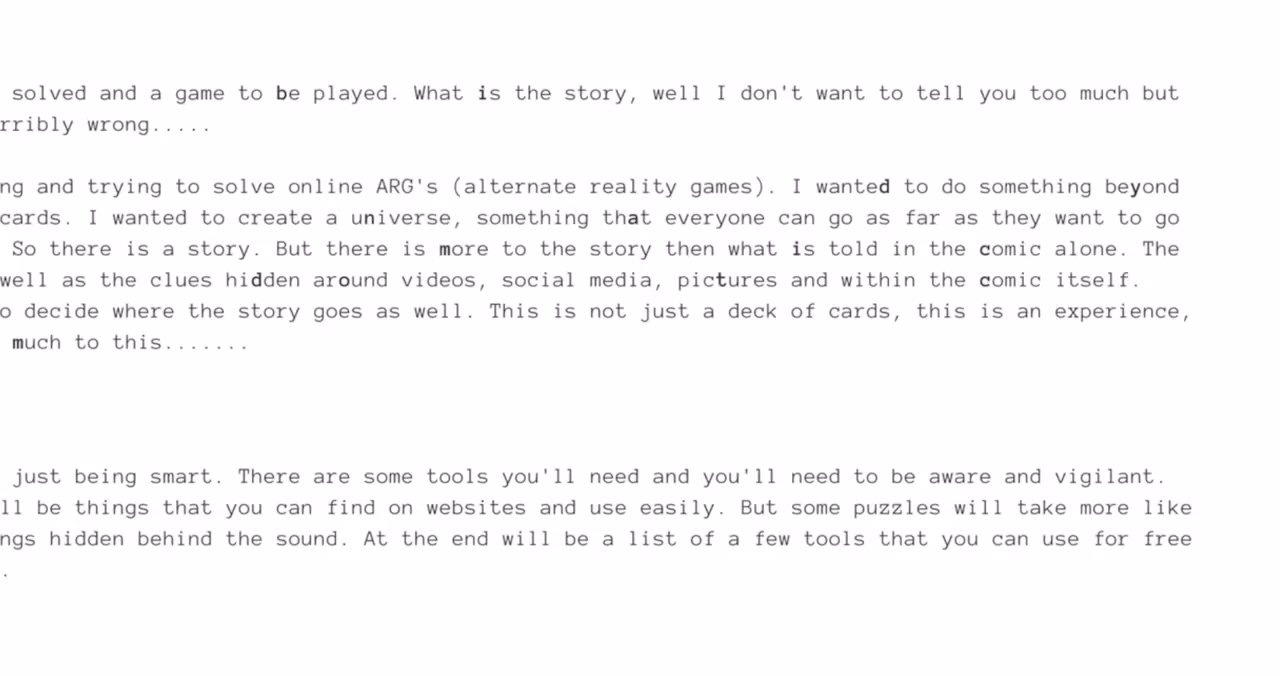 solved and a game to be played. What is the story, well I don't want to tell you too much but
rribly wrong.....
ng and trying to solve online ARG's (alternate reality games). I wanted to do something beyond
cards. I wanted to create a universe, something that everyone can go as far as they want to go
So there is a story. But there is more to the story then what is told in the comic alone. The
well as the clues hidden around videos, social media, pictures and within the comic itself.
o decide where the story goes as well. This is not just a deck of cards, this is an experience,
much to this.......
just being smart. There are some tools you'll need and you'll need to be aware and vigilant.
ll be things that you can find on websites and use easily. But some puzzles will take more like
ngs hidden behind the sound. At the end will be a list of a few tools that you can use for free
.